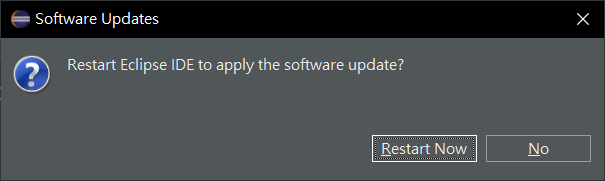 Software Updates
Restart Eclipse IDE to apply the software update?
Restart Now
No